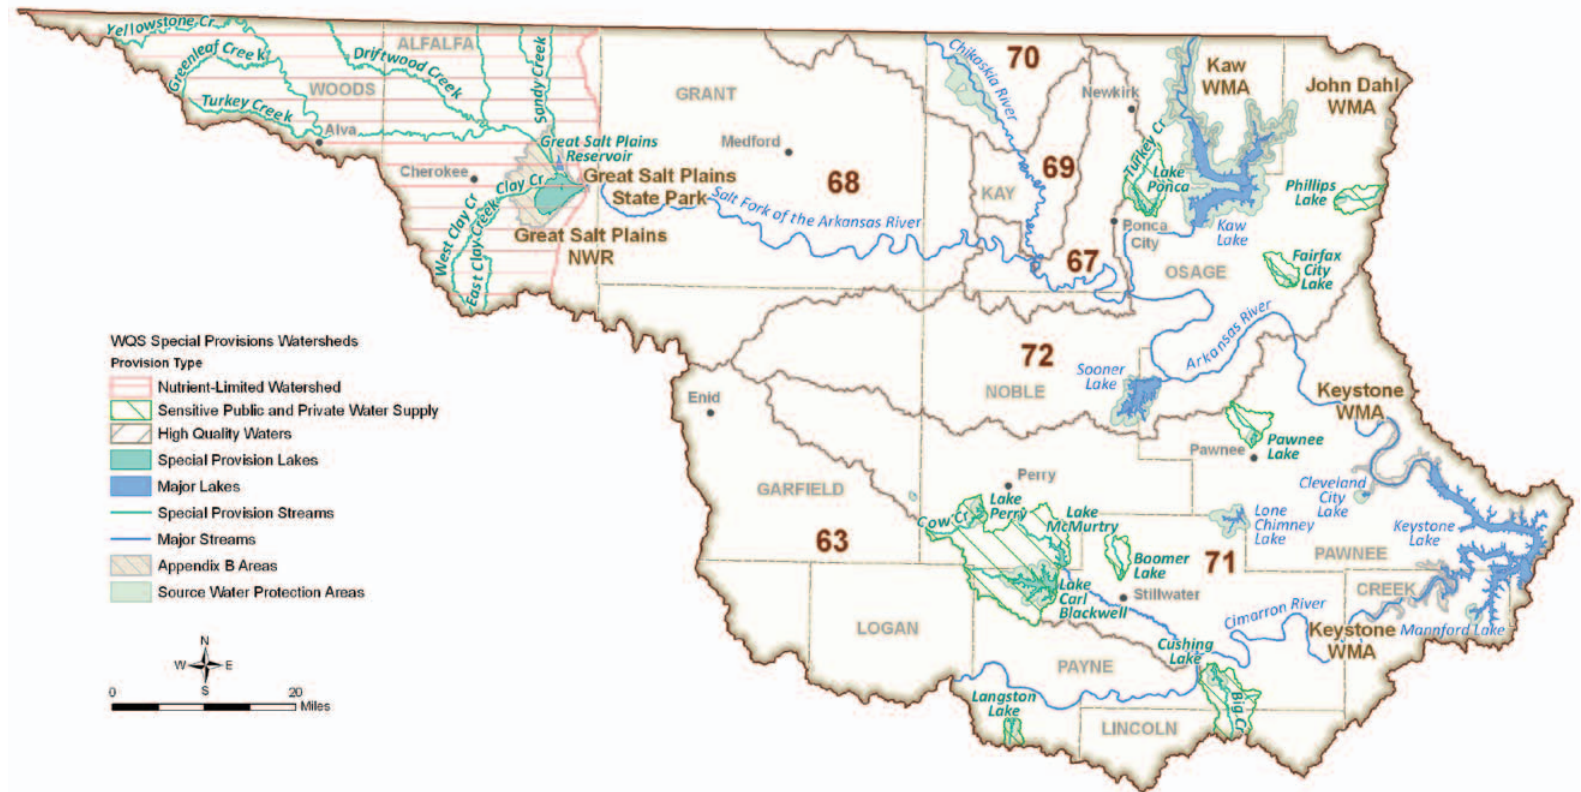 Yellowstone Cr.
Greenleaf Creek
Turkey Creek
WOODS
Alva
ALFALFA
Driftwood Creek
Sandy Creek
Great Salt Plains
Reservoir
Cherokee
Clay Cr.
West Clay Cr
East Clay Creek
Great Salt Plains
State Park
Great Salt Plains
NWR
GRANT
Medford
68
Salt Fork of the Arkansas River
Chikaskia River
70
Newkirk
69
KAY
67
Turkey Cr.
Lake
Ponca
Ponca
City
Kaw
WMA
John Dahl
WMA
Phillips
Lake
Kaw
Lake
OSAGE
Fairfax
City
Lake
Arkansas River
72
NOBLE
Sooner
Lake
Keystone
WMA
Enid
Pawnee
Pawnee
Lake
Cleveland
City
Lake
Perry
GARFIELD
63
Cow Cr.
Lake
Perry
Lake
McMurtry
Lone
Chimney
Lake
Keystone
Lake
PAWNEE
Boomer
Lake
71
Stillwater
Lake
Carl
Blackwell
CREEK
Cimarron River
Keystone
WMA
Mannford Lake
LOGAN
Cushing
Lake
PAYNE
Langston
Lake
Big Cr
LINCOLN
WQS Special Provisions Watersheds
Provision Type
Nutrient-Limited Watershed
Sensitive Public and Private Water Supply
High Quality Waters
Special Provision Lakes
Major Lakes
Special Provision Streams
Major Streams
Appendix B Areas
Source Water Protection Areas
N
W E
S
0 20
Miles